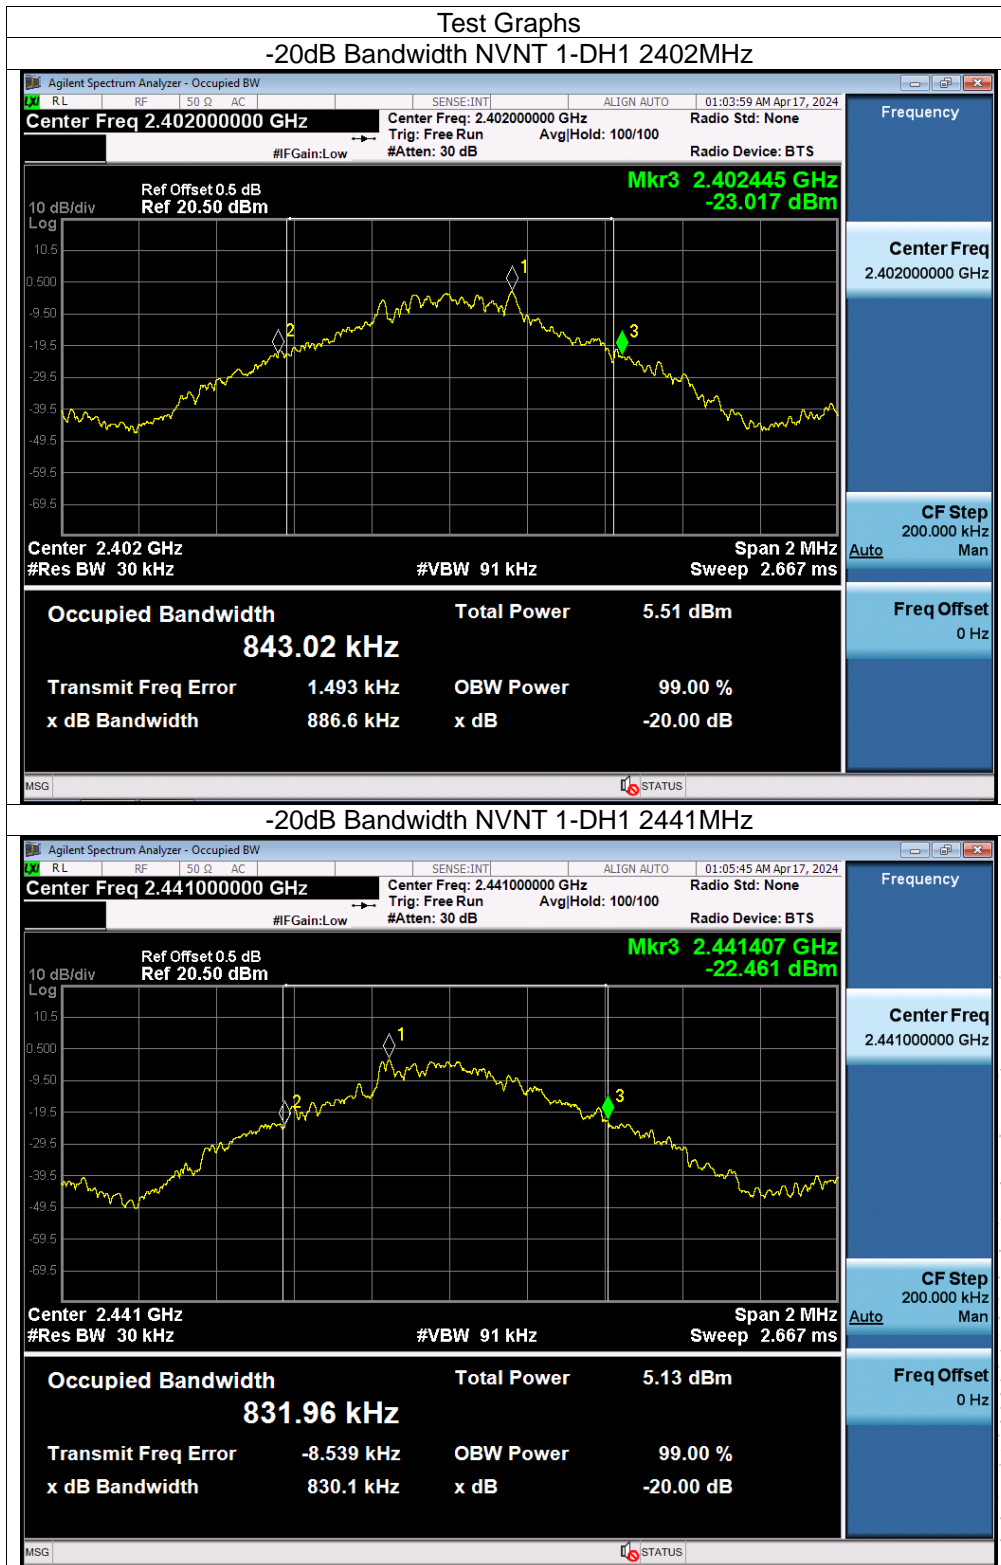 Test Graphs
-20dB Bandwidth NVNT 1-DH1 2402MHz
Agilent Spectrum Analyzer - Occupied BW
LXI RL RF 50 Ω AC SENSE:INT ALIGN AUTO 01:03:59 AM Apr 17, 2024
Center Freq 2.402000000 GHz Center Freq: 2.402000000 GHz Radio Std: None Frequency
Trig: Free Run Avg|Hold: 100/100
#IFGain:Low #Atten: 30 dB Radio Device: BTS
Mkr3 2.402445 GHz
Ref Offset 0.5 dB -23.017 dBm
10 dB/div Ref 20.50 dBm
Log
10.5
0.500
-9.50
-19.5
-29.5
-39.5
-49.5
-59.5
-69.5
1
2
3
Center Freq
2.402000000 GHz
CF Step
200.000 kHz
Auto Man
Center 2.402 GHz Span 2 MHz
#Res BW 30 kHz #VBW 91 kHz Sweep 2.667 ms
Occupied Bandwidth Total Power 5.51 dBm
843.02 kHz
Transmit Freq Error 1.493 kHz OBW Power 99.00 %
x dB Bandwidth 886.6 kHz x dB -20.00 dB
Freq Offset
0 Hz
MSG STATUS
-20dB Bandwidth NVNT 1-DH1 2441MHz
Agilent Spectrum Analyzer - Occupied BW
LXI RL RF 50 Ω AC SENSE:INT ALIGN AUTO 01:05:45 AM Apr 17, 2024
Center Freq 2.441000000 GHz Center Freq: 2.441000000 GHz Radio Std: None Frequency
Trig: Free Run Avg|Hold: 100/100
#IFGain:Low #Atten: 30 dB Radio Device: BTS
Mkr3 2.441407 GHz
Ref Offset 0.5 dB -22.461 dBm
10 dB/div Ref 20.50 dBm
Log
10.5
0.500
-9.50
-19.5
-29.5
-39.5
-49.5
-59.5
-69.5
1
2
3
Center Freq
2.441000000 GHz
CF Step
200.000 kHz
Auto Man
Center 2.441 GHz Span 2 MHz
#Res BW 30 kHz #VBW 91 kHz Sweep 2.667 ms
Occupied Bandwidth Total Power 5.13 dBm
831.96 kHz
Transmit Freq Error -8.539 kHz OBW Power 99.00 %
x dB Bandwidth 830.1 kHz x dB -20.00 dB
Freq Offset
0 Hz
MSG STATUS